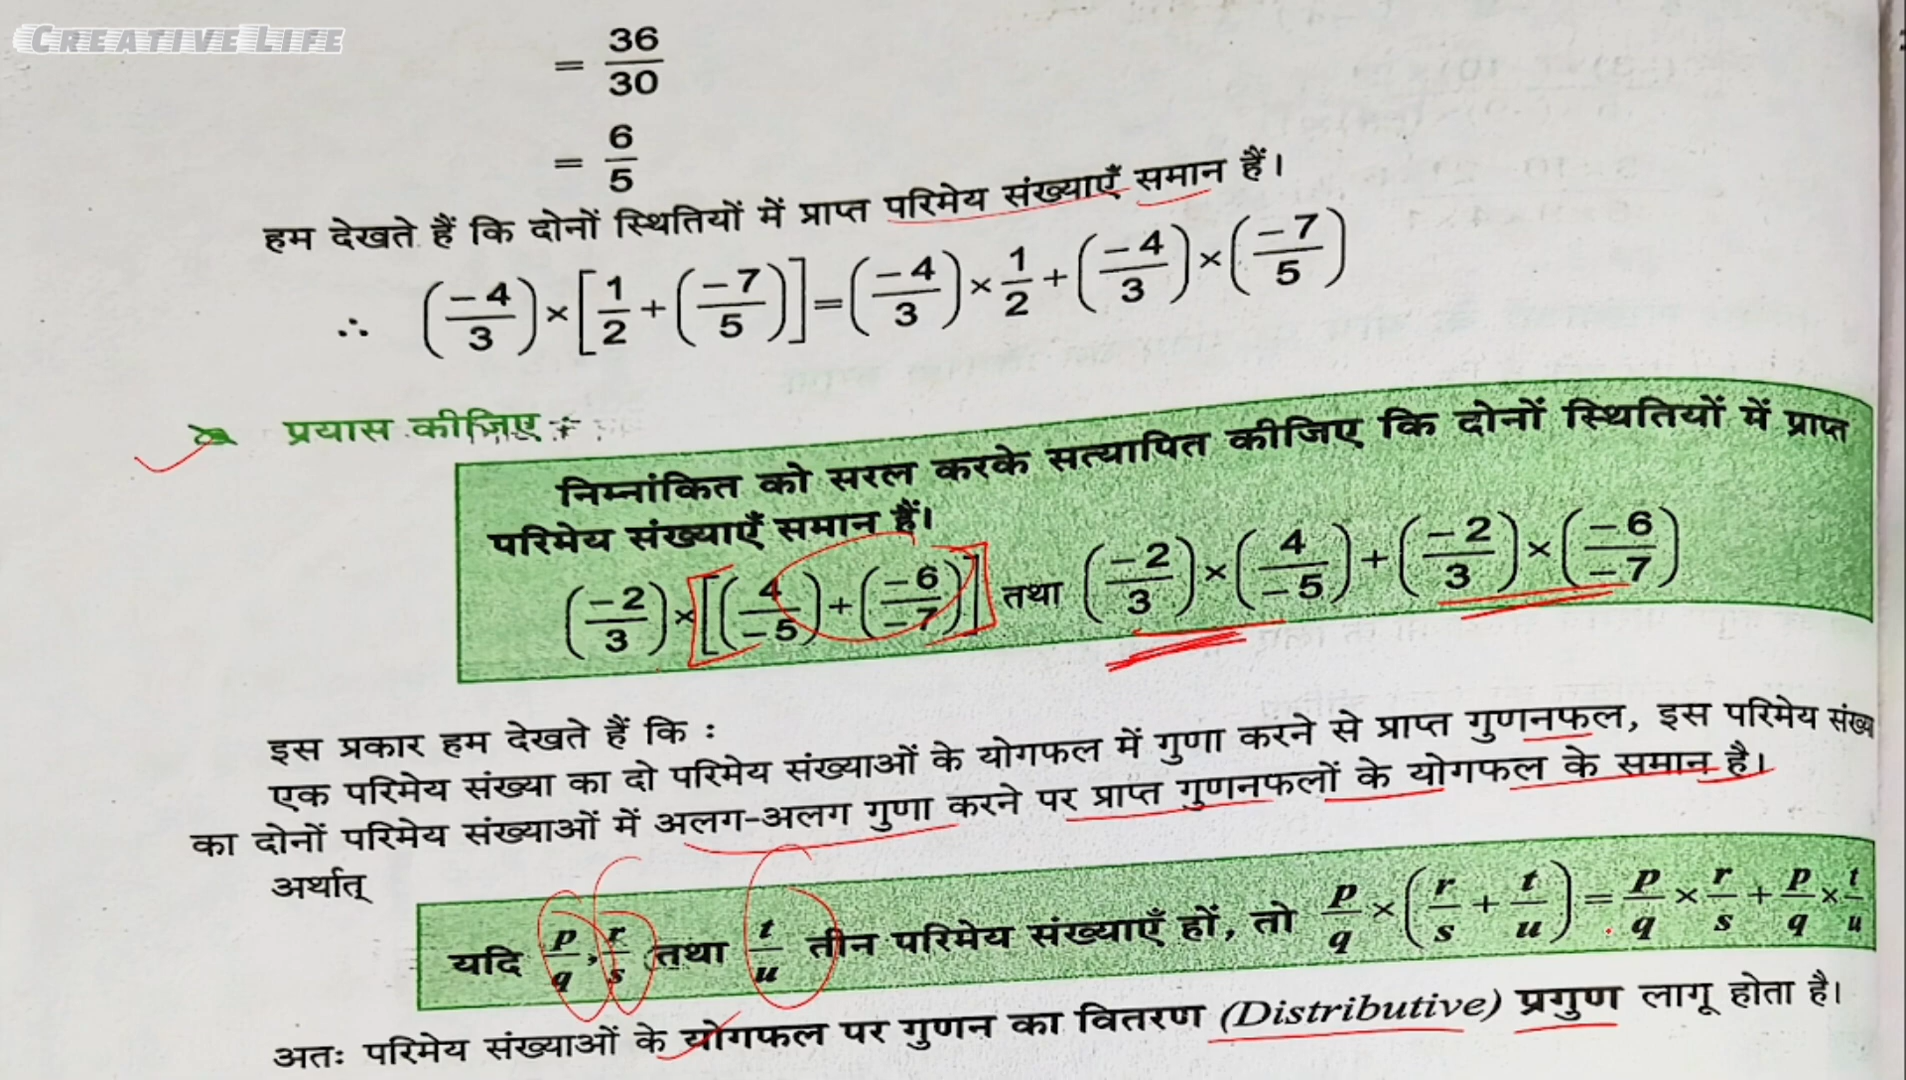 CREATIVE LIFE
= 36/30
= 6/5
हम देखते हैं कि दोनों स्थितियों में प्राप्त परिमेय संख्याएँ समान हैं।
∴ (-4/3) × [1/2 + (-7/5)] = (-4/3) × 1/2 + (-4/3) × (-7/5)
प्रयास कीजिए :
निम्नांकित को सरल करके सत्यापित कीजिए कि दोनों स्थितियों में प्राप्त
परिमेय संख्याएँ समान हैं।
(-2/3) × [(4/-5) + (-6/-7)] तथा (-2/3) × (4/-5) + (-2/3) × (-6/-7)
इस प्रकार हम देखते हैं कि :
एक परिमेय संख्या का दो परिमेय संख्याओं के योगफल में गुणा करने से प्राप्त गुणनफल, इस परिमेय संख्य
का दोनों परिमेय संख्याओं में अलग-अलग गुणा करने पर प्राप्त गुणनफलों के योगफल के समान है।
अर्थात्
यदि p/q, r/s तथा t/u तीन परिमेय संख्याएँ हों, तो p/q × (r/s + t/u) = p/q × r/s + p/q × t/u
अतः परिमेय संख्याओं के योगफल पर गुणन का वितरण (Distributive) प्रगुण लागू होता है।